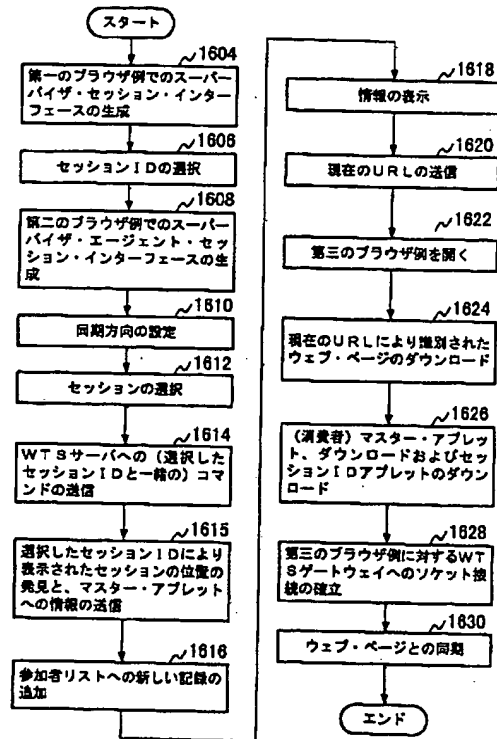 スタート
1604
第一のブラウザ例でのスーパー
バイザ・セッション・インター
フェースの生成
1606
セッションIDの選択
1608
第二のブラウザ例でのスーパーバ
イザ・エージェント・セッショ
ン・インターフェースの生成
1610
同期方向の設定
1612
セッションの選択
1614
WTSサーバへの(選択した
セッションIDと一緒の)コ
マンドの送信
1615
選択したセッションIDにより
表示されたセッションの位置の
発見と、マスター・アプレット
への情報の送信
1616
参加者リストへの新しい記録の
追加
1618
情報の表示
1620
現在のURLの送信
1622
第三のブラウザ例を開く
1624
現在のURLにより識別された
ウェブ・ページのダウンロード
1626
(消費者)マスター・アプレッ
ト、ダウンロードおよびセッシ
ョンIDアプレットのダウン
ロード
1628
第三のブラウザ例に対するWT
Sゲートウェイへのソケット接
続の確立
1630
ウェブ・ページとの同期
エンド